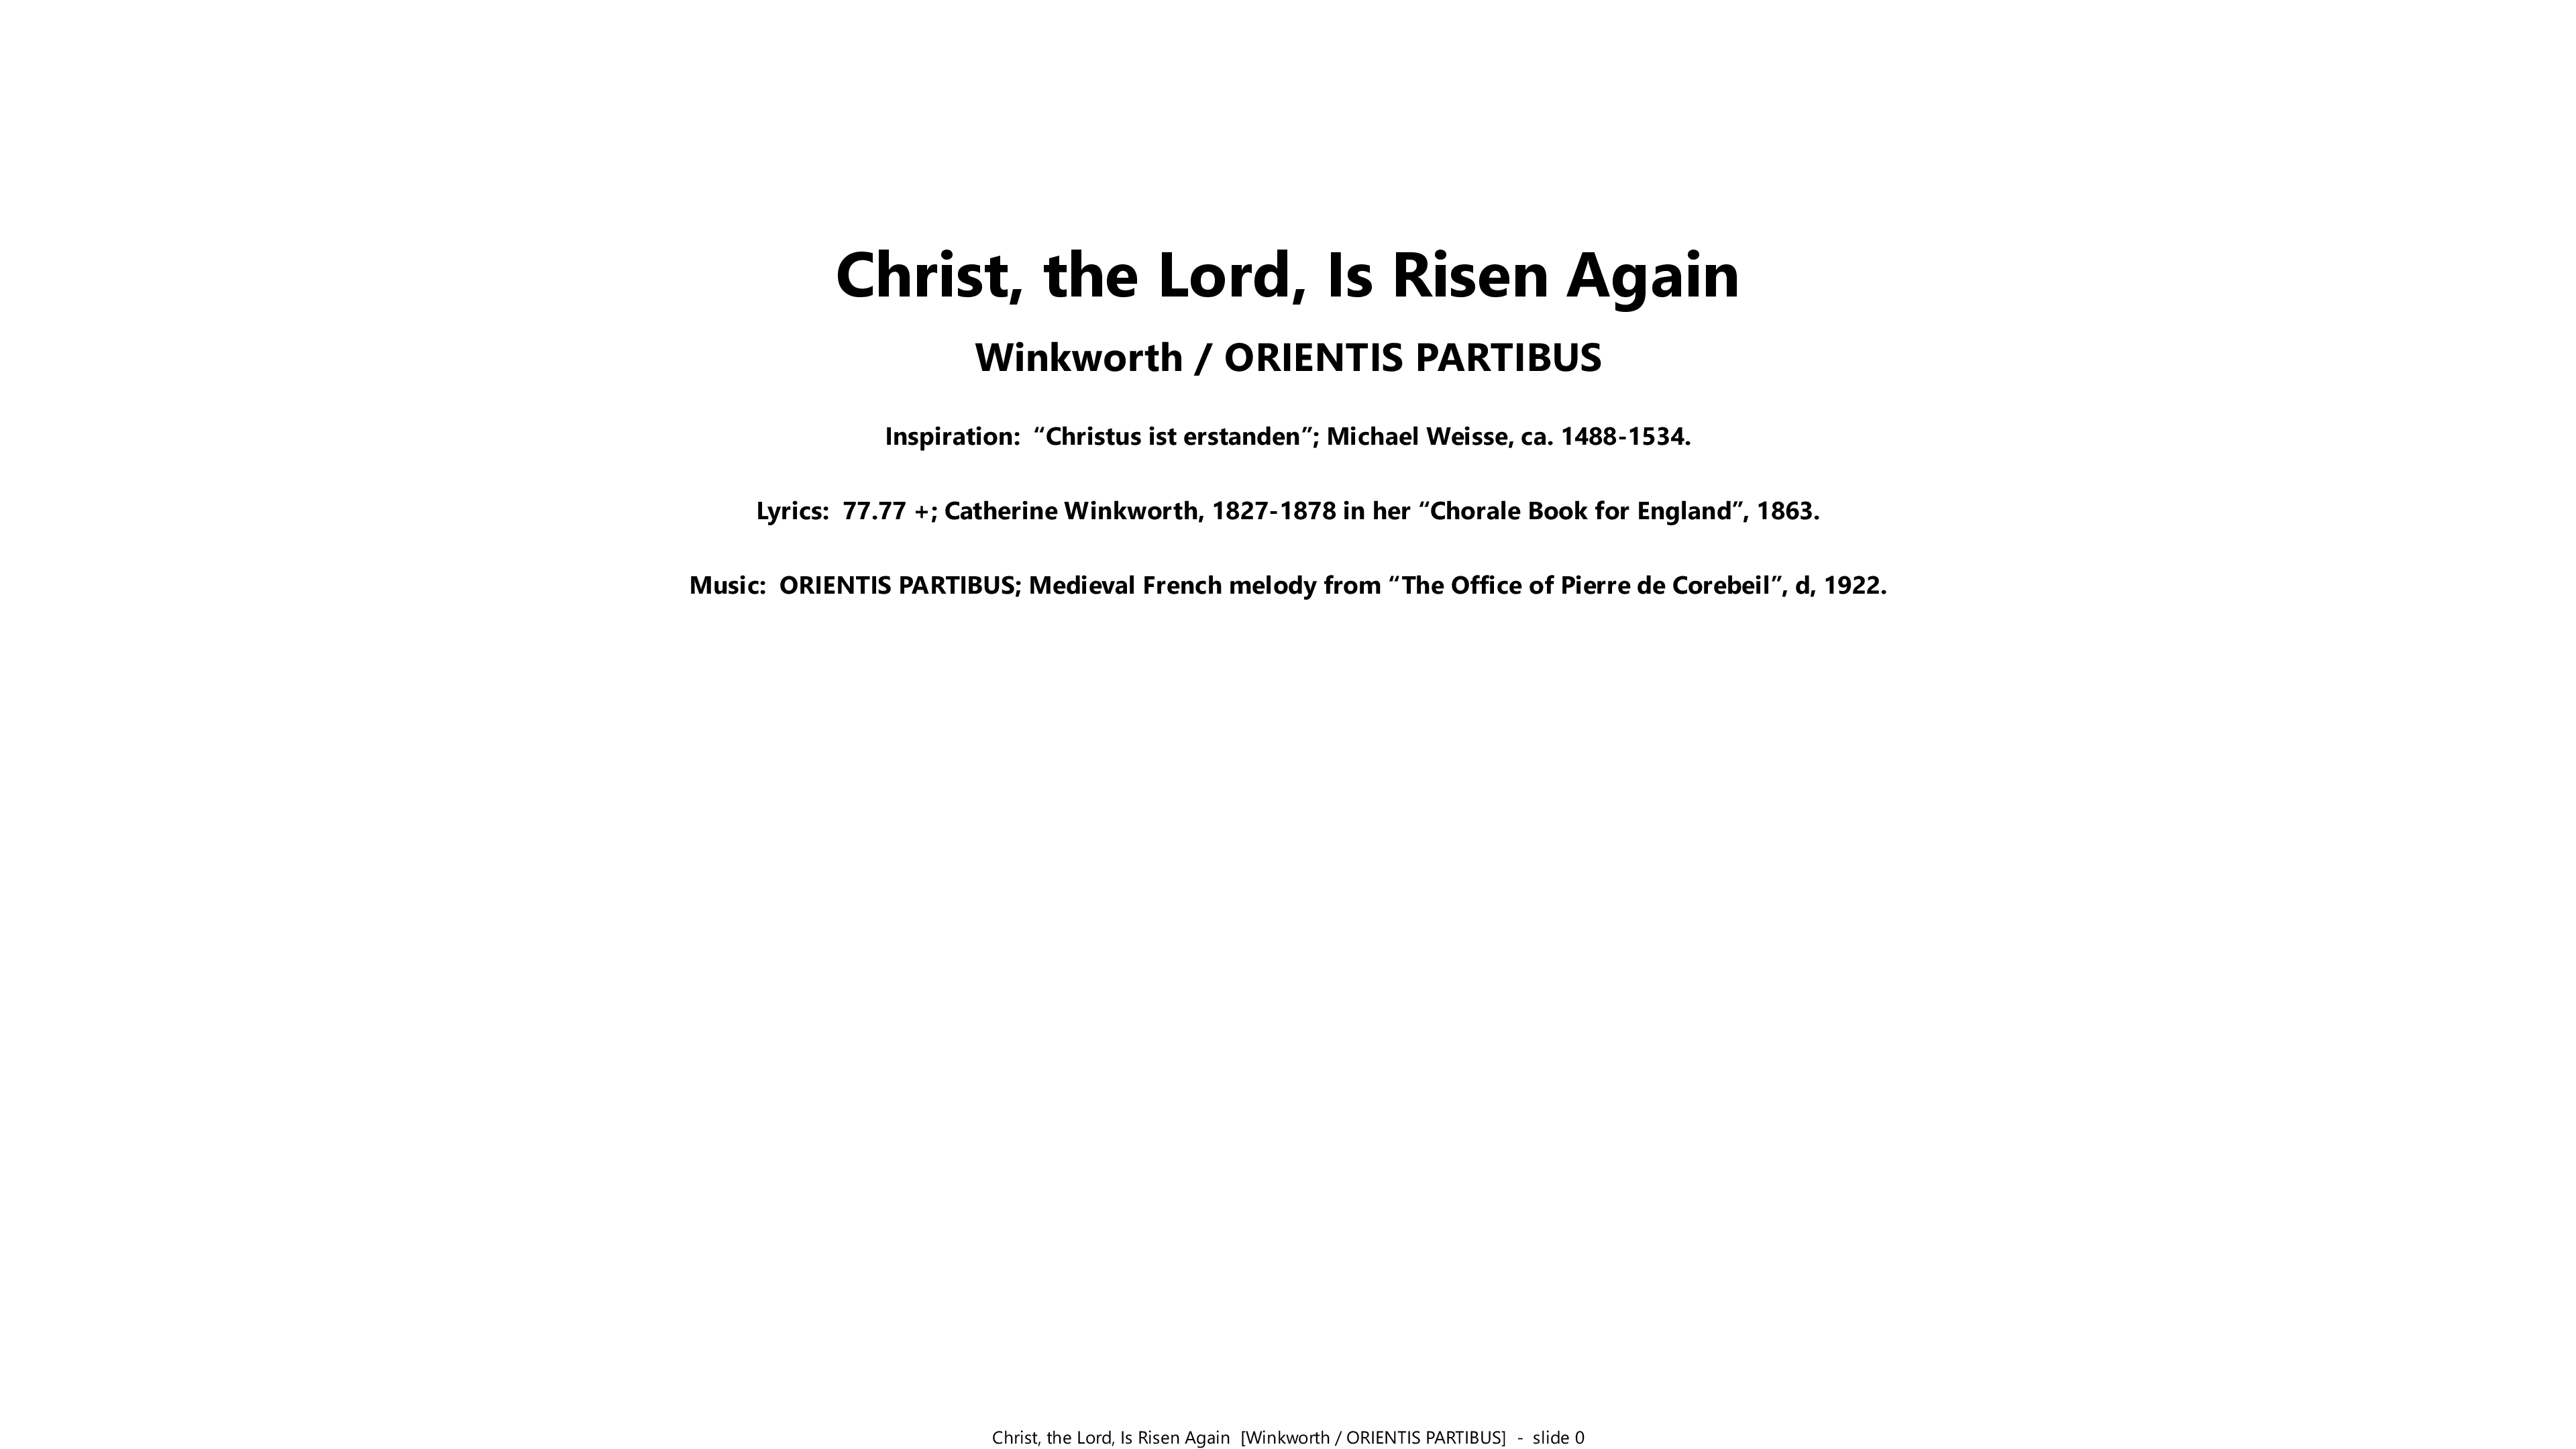 Christ, the Lord, Is Risen Again
Winkworth / ORIENTIS PARTIBUS
Inspiration:  “Christus ist erstanden”; Michael Weisse, ca. 1488-1534.
Lyrics:  77.77 +; Catherine Winkworth, 1827-1878 in her “Chorale Book for England”, 1863.
Music:  ORIENTIS PARTIBUS; Medieval French melody from “The Office of Pierre de Corebeil”, d, 1922.
Christ, the Lord, Is Risen Again  [Winkworth / ORIENTIS PARTIBUS]  -  slide 0